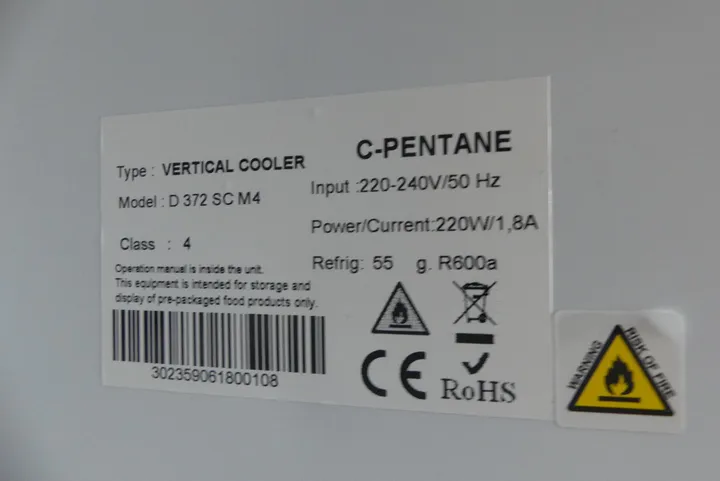 Type : VERTICAL COOLER
Model : D 372 SC M4
Class : 4
Operation manual is inside the unit.
This equipment is intended for storage and
display of pre-packaged food products only.
302359061800108
C-PENTANE
Input :220-240V/50 Hz
Power/Current:220W/1,8A
Refrig: 55 g. R600a
CE
RoHS
WARNING
RISK OF FIRE